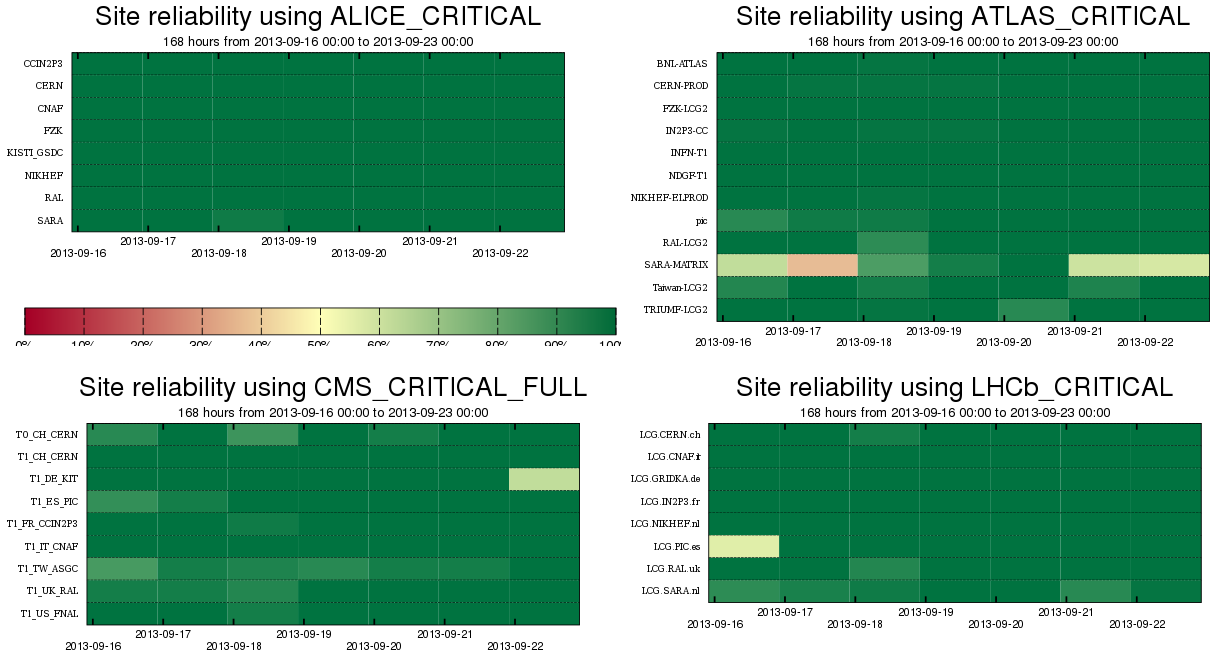 Site reliability using ALICE_CRITICAL
168 hours from 2013-09-16 00:00 to 2013-09-23 00:00
CCIN2P3
CERN
CNAF
FZK
KISTI_GSDC
NIKHEF
RAL
SARA
2013-09-17 2013-09-19 2013-09-21
2013-09-16 2013-09-18 2013-09-20 2013-09-22
0% 10% 20% 30% 40% 50% 60% 70% 80% 90% 100%
Site reliability using ATLAS_CRITICAL
168 hours from 2013-09-16 00:00 to 2013-09-23 00:00
BNL-ATLAS
CERN-PROD
FZK-LCG2
IN2P3-CC
INFN-T1
NDGF-T1
NIKHEF-ELPROD
pic
RAL-LCG2
SARA-MATRIX
Taiwan-LCG2
TRIUMF-LCG2
2013-09-17 2013-09-19 2013-09-21
2013-09-16 2013-09-18 2013-09-20 2013-09-22
Site reliability using CMS_CRITICAL_FULL
168 hours from 2013-09-16 00:00 to 2013-09-23 00:00
T0_CH_CERN
T1_CH_CERN
T1_DE_KIT
T1_ES_PIC
T1_FR_CCIN2P3
T1_IT_CNAF
T1_TW_ASGC
T1_UK_RAL
T1_US_FNAL
2013-09-17 2013-09-19 2013-09-21
2013-09-16 2013-09-18 2013-09-20 2013-09-22
Site reliability using LHCb_CRITICAL
168 hours from 2013-09-16 00:00 to 2013-09-23 00:00
LCG.CERN.ch
LCG.CNAF.it
LCG.GRIDKA.de
LCG.IN2P3.fr
LCG.NIKHEF.nl
LCG.PIC.es
LCG.RAL.uk
LCG.SARA.nl
2013-09-17 2013-09-19 2013-09-21
2013-09-16 2013-09-18 2013-09-20 2013-09-22